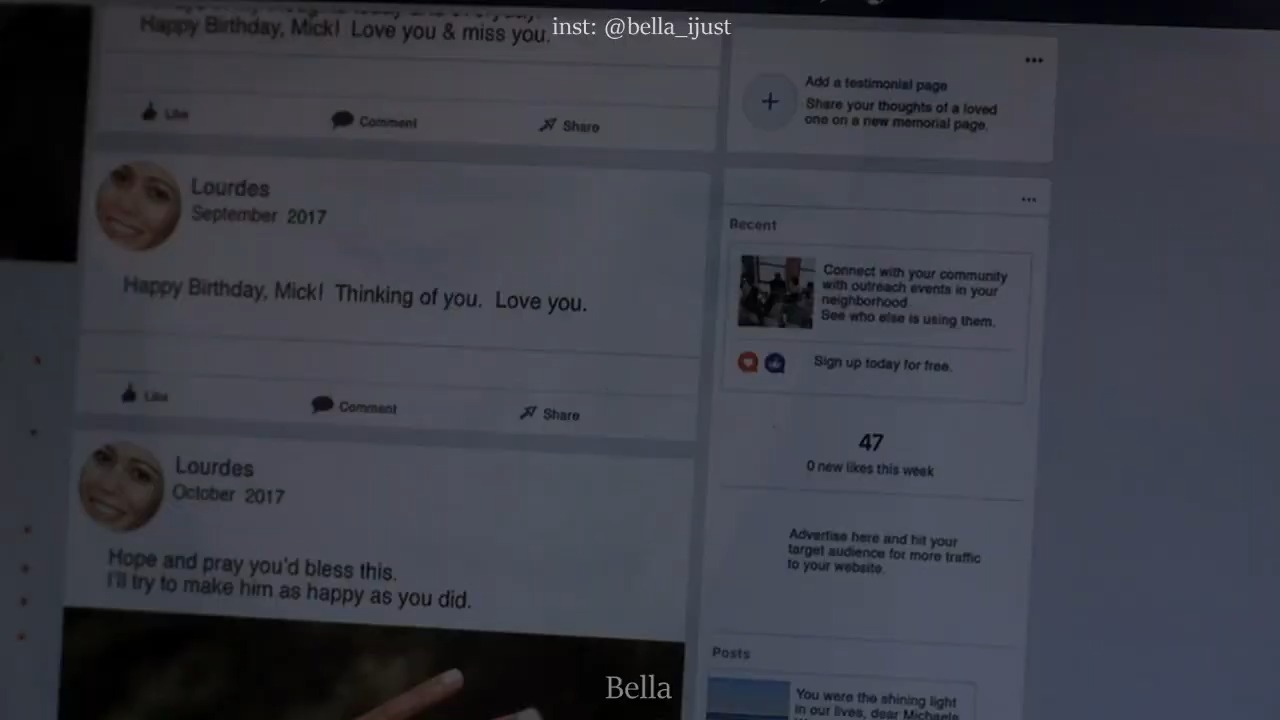 inst: @bella_ijust
Happy Birthday, Mick! Love you & miss you.
Like
Comment
Share
Lourdes
September 2017
Happy Birthday, Mick! Thinking of you. Love you.
Like
Comment
Share
Lourdes
October 2017
Hope and pray you'd bless this.
I'll try to make him as happy as you did.
Add a testimonial page
Share your thoughts of a loved
one on a new memorial page.
Recent
Connect with your community
with outreach events in your
neighborhood.
See who else is using them.
Sign up today for free.
47
0 new likes this week
Advertise here and hit your
target audience for more traffic
to your website.
Posts
You were the shining light
in our lives, dear Michaele
Bella